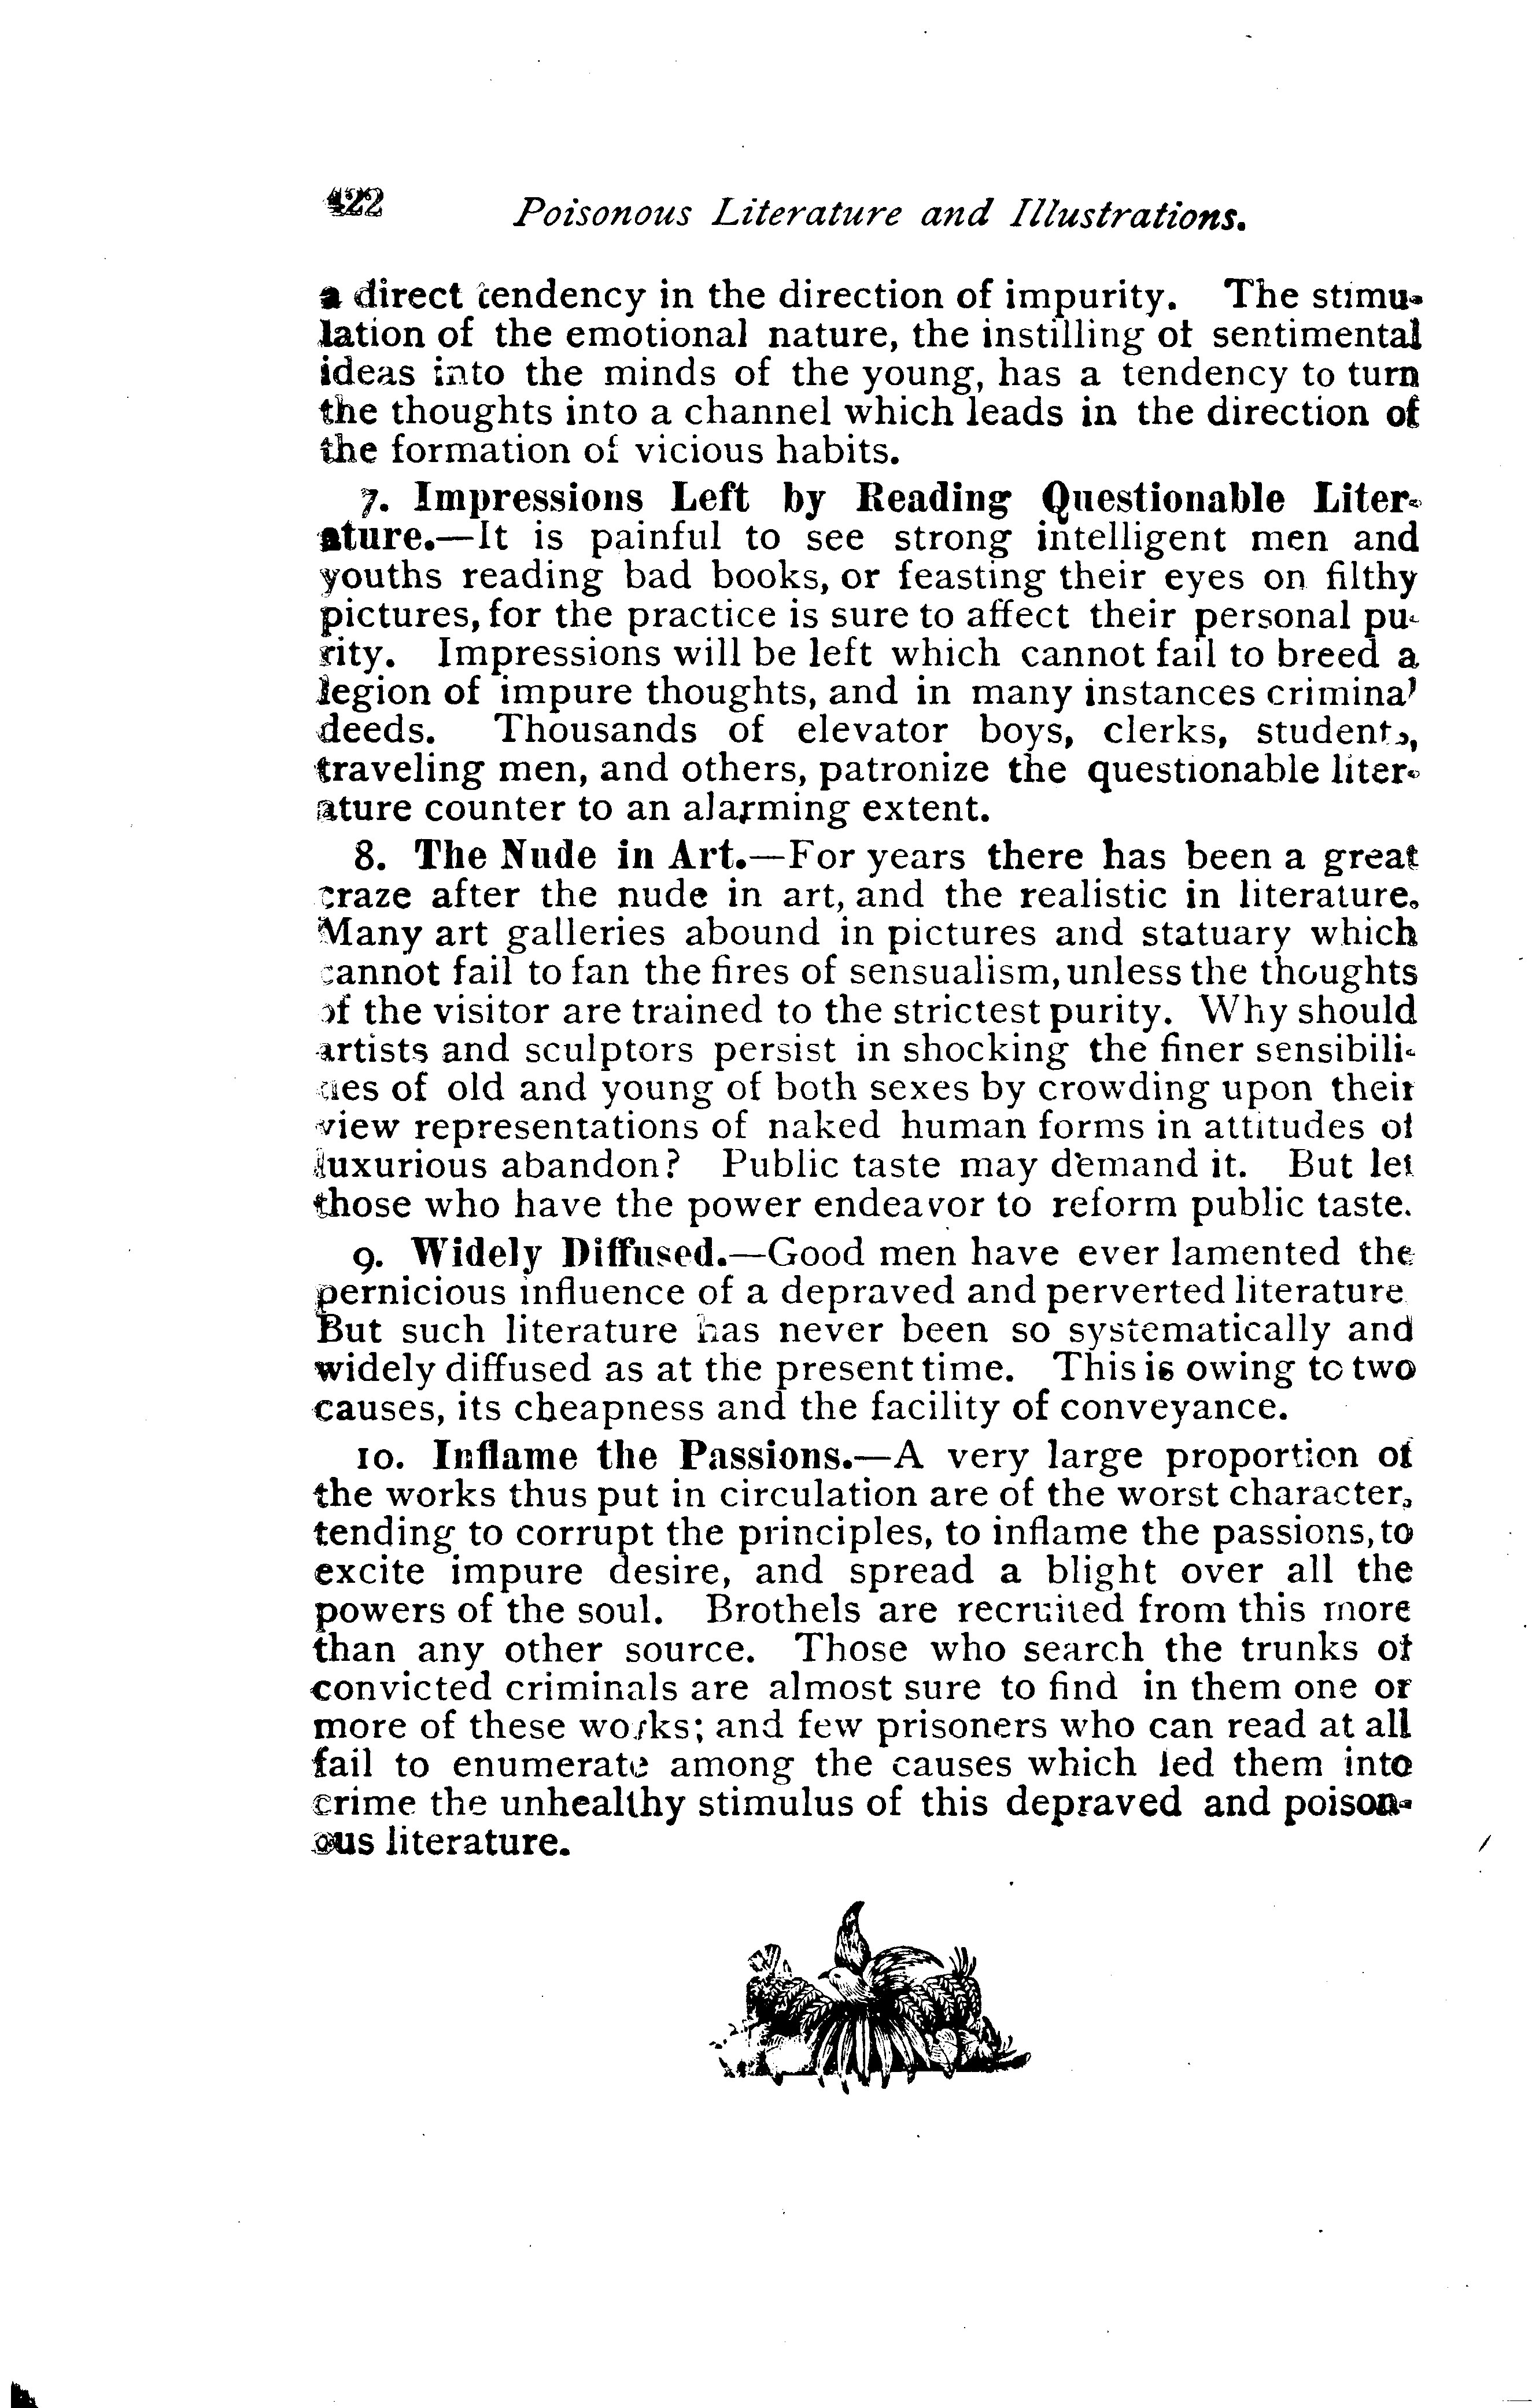 422 Poisonous Literature and Illustrations.
a direct tendency in the direction of impurity. The stimu-
lation of the emotional nature, the instilling of sentimental
ideas into the minds of the young, has a tendency to turn
the thoughts into a channel which leads in the direction of
the formation of vicious habits.
7. Impressions Left by Reading Questionable Liter-
ature.—It is painful to see strong intelligent men and
youths reading bad books, or feasting their eyes on filthy
pictures, for the practice is sure to affect their personal pu-
rity. Impressions will be left which cannot fail to breed a
legion of impure thoughts, and in many instances criminal
deeds. Thousands of elevator boys, clerks, students,
traveling men, and others, patronize the questionable liter-
ature counter to an alarming extent.
8. The Nude in Art.—For years there has been a great
craze after the nude in art, and the realistic in literature.
Many art galleries abound in pictures and statuary which
cannot fail to fan the fires of sensualism, unless the thoughts
of the visitor are trained to the strictest purity. Why should
artists and sculptors persist in shocking the finer sensibili-
ties of old and young of both sexes by crowding upon their
view representations of naked human forms in attitudes of
luxurious abandon? Public taste may demand it. But let
those who have the power endeavor to reform public taste.
9. Widely Diffused.—Good men have ever lamented the
pernicious influence of a depraved and perverted literature
But such literature has never been so systematically and
widely diffused as at the present time. This is owing to two
causes, its cheapness and the facility of conveyance.
10. Inflame the Passions.—A very large proportion of
the works thus put in circulation are of the worst character,
tending to corrupt the principles, to inflame the passions, to
excite impure desire, and spread a blight over all the
powers of the soul. Brothels are recruited from this more
than any other source. Those who search the trunks of
convicted criminals are almost sure to find in them one or
more of these works; and few prisoners who can read at all
fail to enumerate among the causes which led them into
crime the unhealthy stimulus of this depraved and poison-
ous literature.